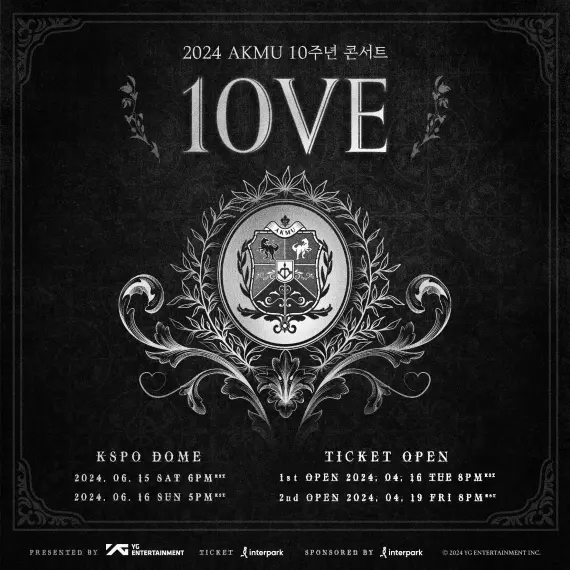 2024 AKMU 10주년 콘서트
10VE
AKMU
KSPO DOME
2024. 06. 15 SAT 6PM KST
2024. 06. 16 SUN 5PM KST
TICKET OPEN
1st OPEN 2024. 04. 16 TUE 8PM KST
2nd OPEN 2024. 04. 19 FRI 8PM KST
PRESENTED BY YG ENTERTAINMENT TICKET interpark SPONSORED BY interpark © 2024 YG ENTERTAINMENT INC.